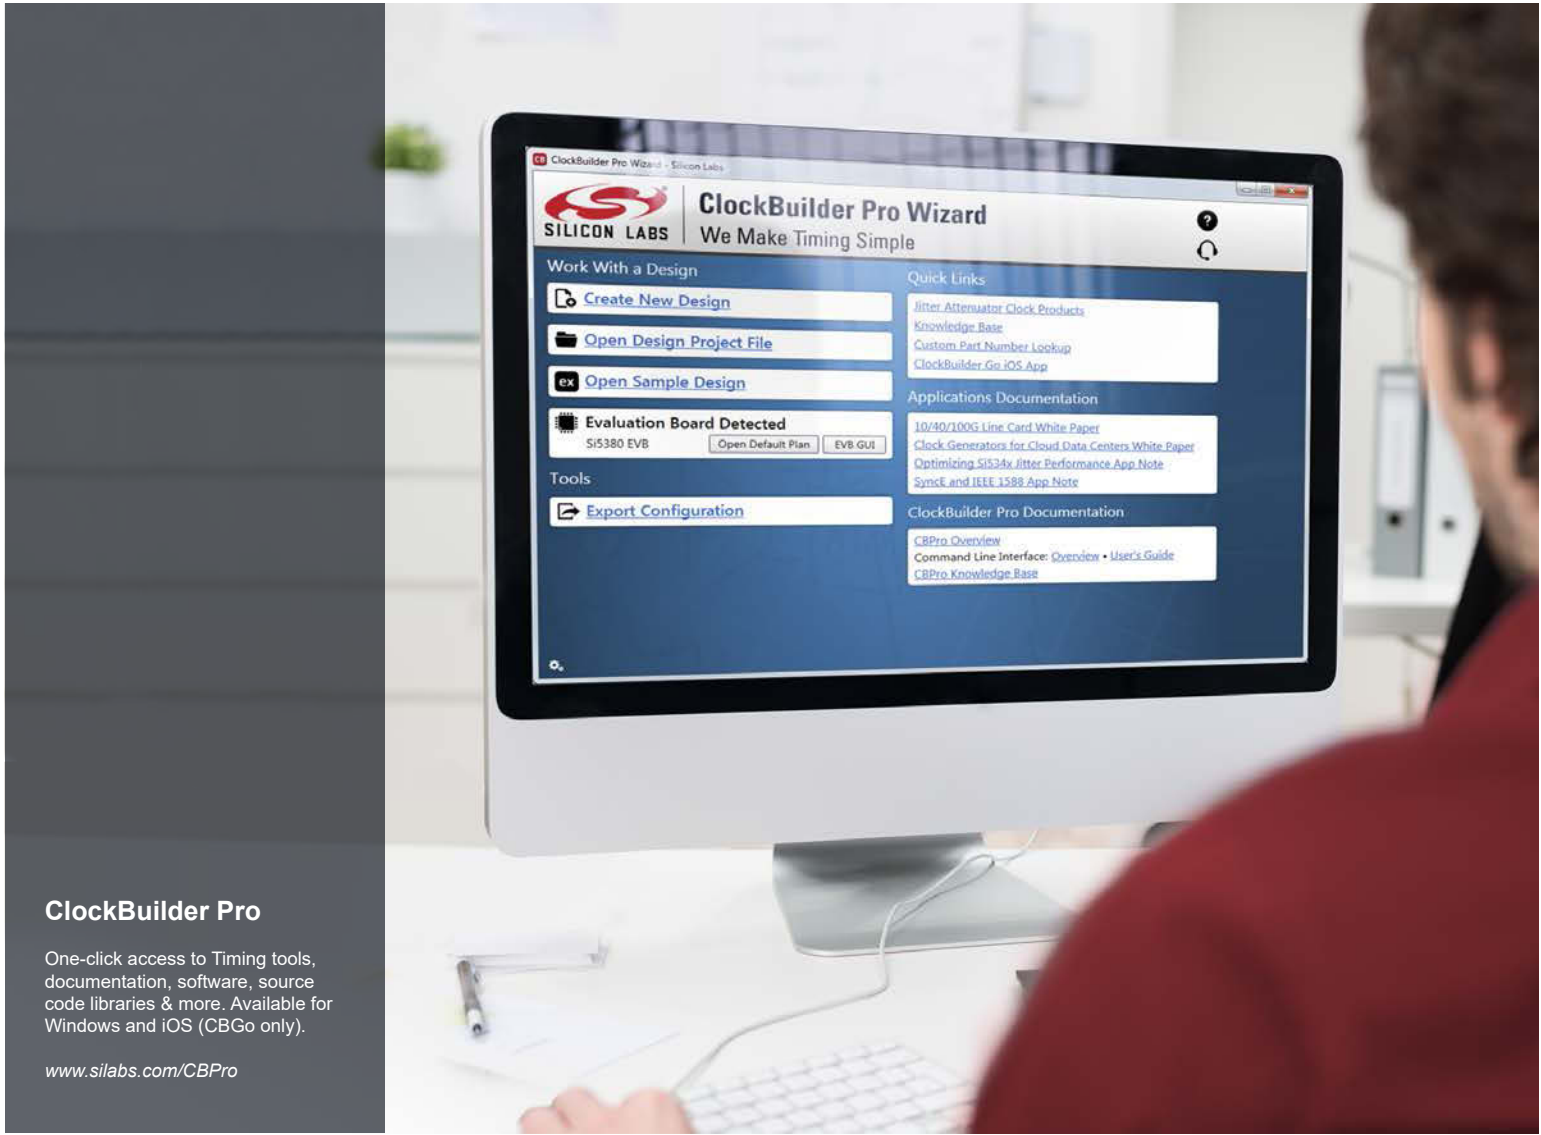 CB ClockBuilder Pro Wizard - Silicon Labs
SILICON LABS
ClockBuilder Pro Wizard
We Make Timing Simple
?
Work With a Design
Create New Design
Open Design Project File
ex Open Sample Design
Evaluation Board Detected
Si5380 EVB Open Default Plan EVB GUI
Tools
Export Configuration
Quick Links
Jitter Attenuator Clock Products
Knowledge Base
Custom Part Number Lookup
ClockBuilder Go iOS App
Applications Documentation
10/40/100G Line Card White Paper
Clock Generators for Cloud Data Centers White Paper
Optimizing Si534x Jitter Performance App Note
SyncE and IEEE 1588 App Note
ClockBuilder Pro Documentation
CBPro Overview
Command Line Interface: Overview • User's Guide
CBPro Knowledge Base
ClockBuilder Pro
One-click access to Timing tools,
documentation, software, source
code libraries & more. Available for
Windows and iOS (CBGo only).
www.silabs.com/CBPro